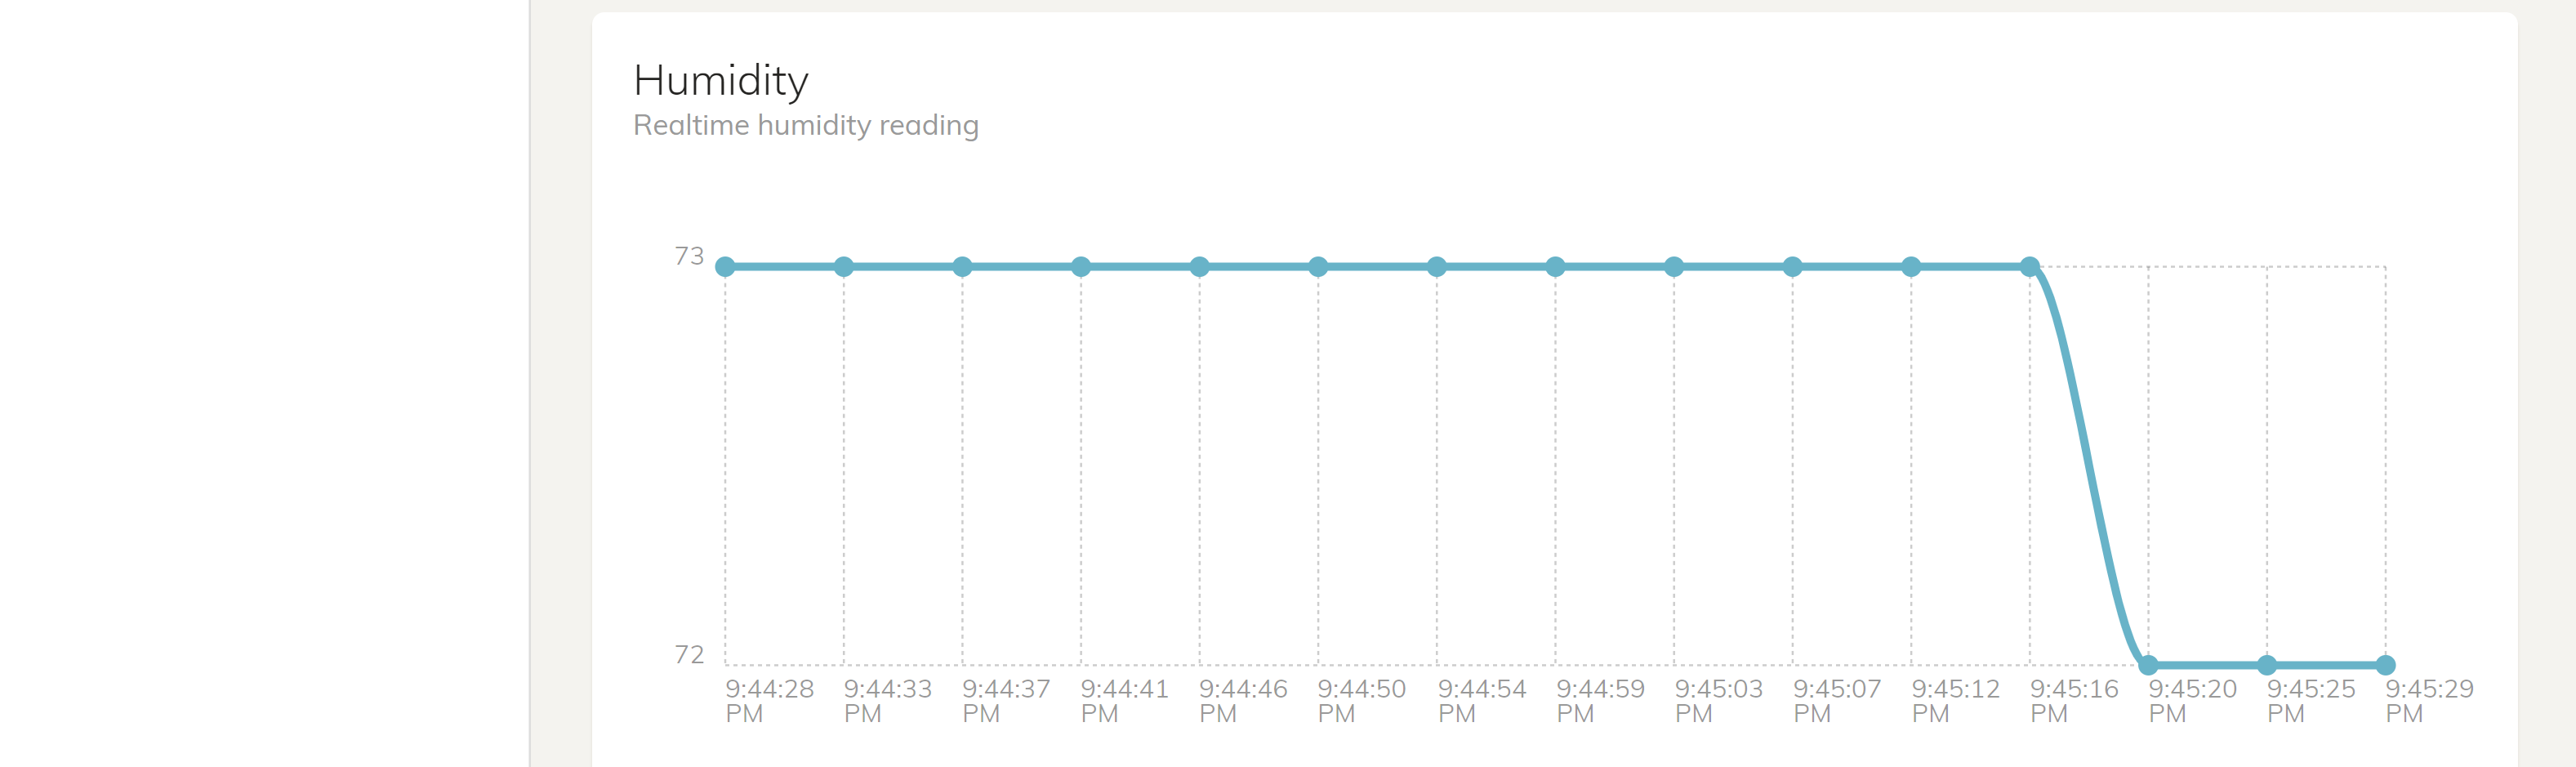 Humidity
Realtime humidity reading
73
72
9:44:28 PM
9:44:33 PM
9:44:37 PM
9:44:41 PM
9:44:46 PM
9:44:50 PM
9:44:54 PM
9:44:59 PM
9:45:03 PM
9:45:07 PM
9:45:12 PM
9:45:16 PM
9:45:20 PM
9:45:25 PM
9:45:29 PM